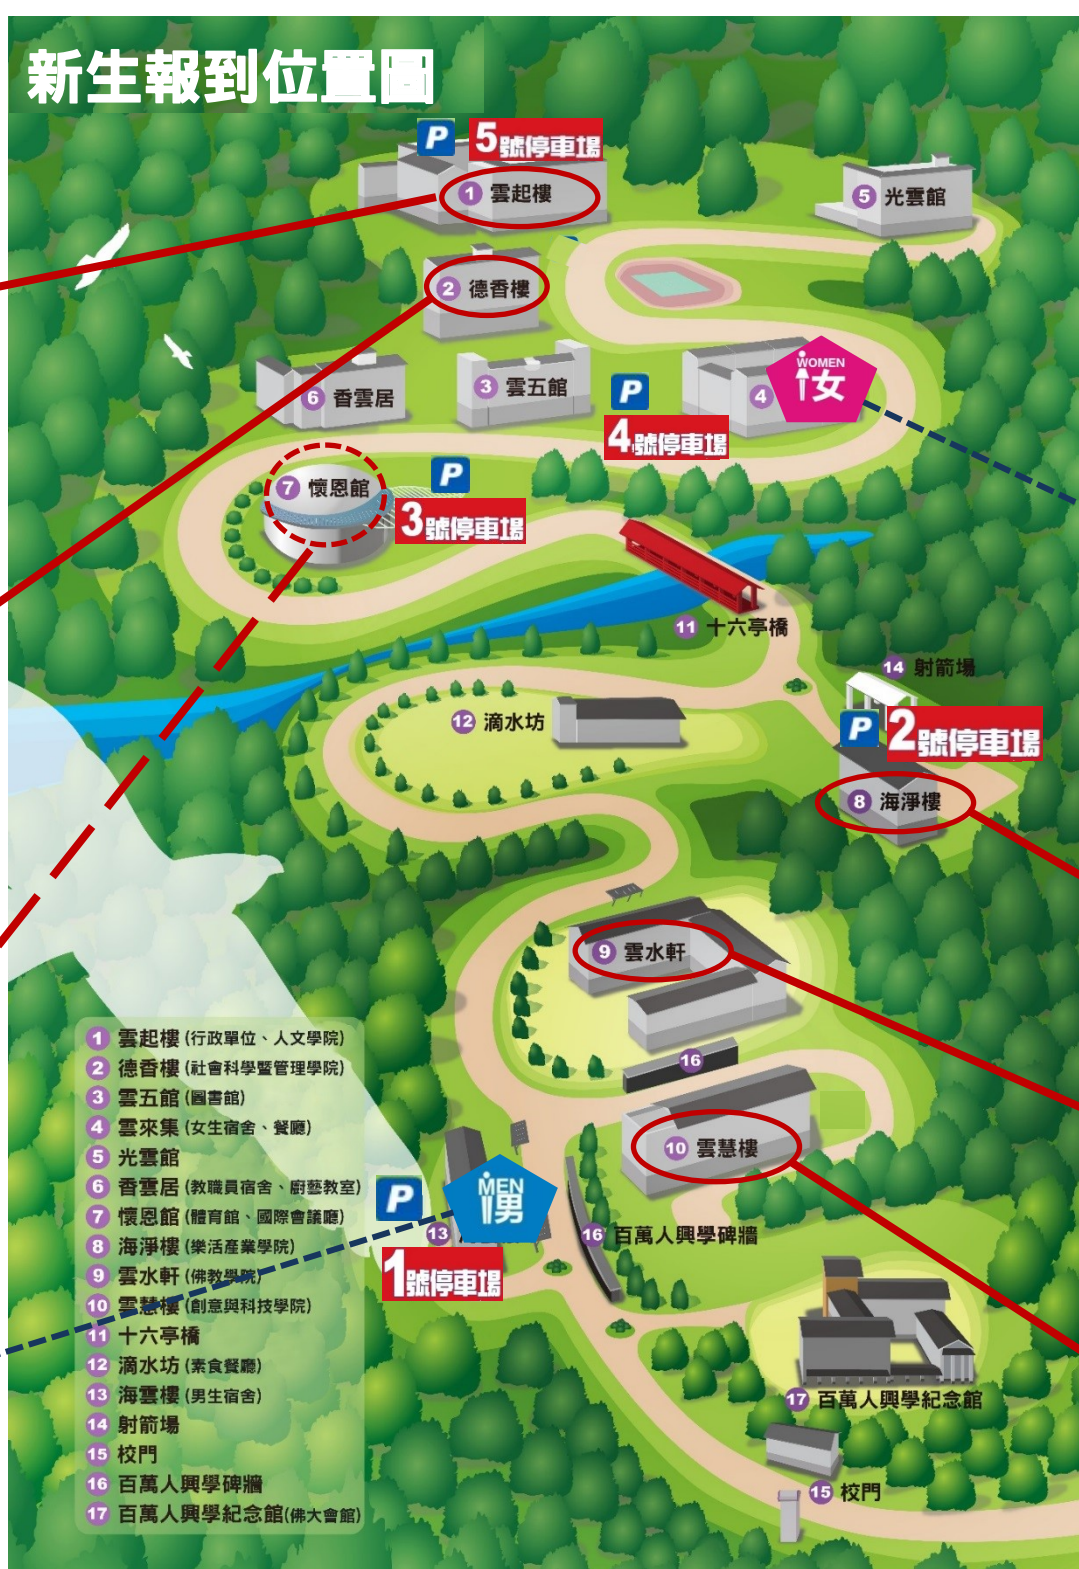 新生報到位置圖
P 5號停車場
1 雲起樓
5 光雲館
2 德香樓
WOMEN
女
3 雲五館
6 香雲居
4
P
4號停車場
7 懷恩館
P
3號停車場
11 十六亭橋
14 射箭場
12 滴水坊
P 2號停車場
8 海淨樓
9 雲水軒
16
10 雲慧樓
MEN
男
P
13
16 百萬人興學碑牆
1號停車場
17 百萬人興學紀念館
15 校門
1 雲起樓(行政單位、人文學院)
2 德香樓(社會科學暨管理學院)
3 雲五館(圖書館)
4 雲來集(女生宿舍、餐廳)
5 光雲館
6 香雲居(教職員宿舍、廚藝教室)
7 懷恩館(體育館、國際會議廳)
8 海淨樓(樂活產業學院)
9 雲水軒(佛教學院)
10 雲慧樓(創意與科技學院)
11 十六亭橋
12 滴水坊(素食餐廳)
13 海雲樓(男生宿舍)
14 射箭場
15 校門
16 百萬人興學碑牆
17 百萬人興學紀念館(佛大會館)